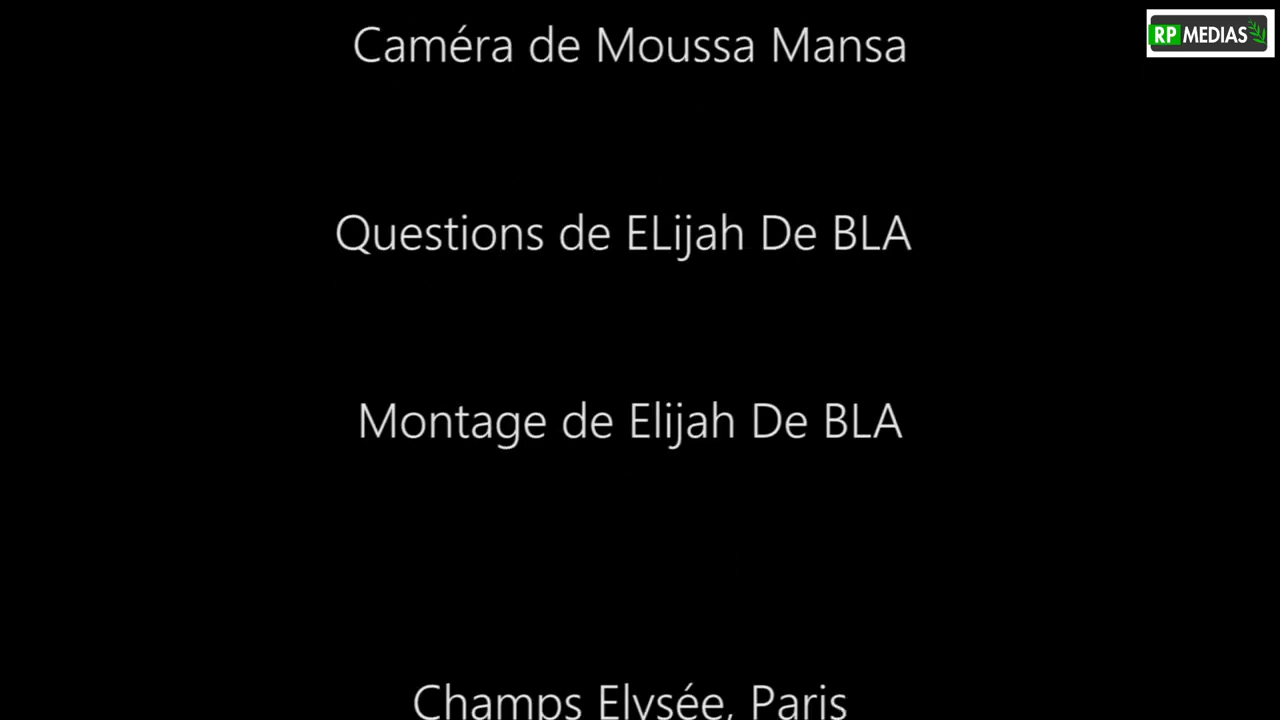 Caméra de Moussa Mansa
RP MEDIAS
Questions de ELijah De BLA
Montage de Elijah De BLA
Champs Elysée, Paris